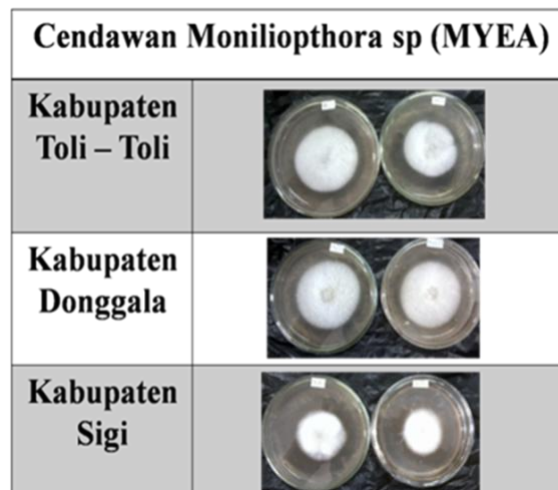 Cendawan Moniliopthora sp (MYEA)
Kabupaten
Toli – Toli
Kabupaten
Donggala
Kabupaten
Sigi